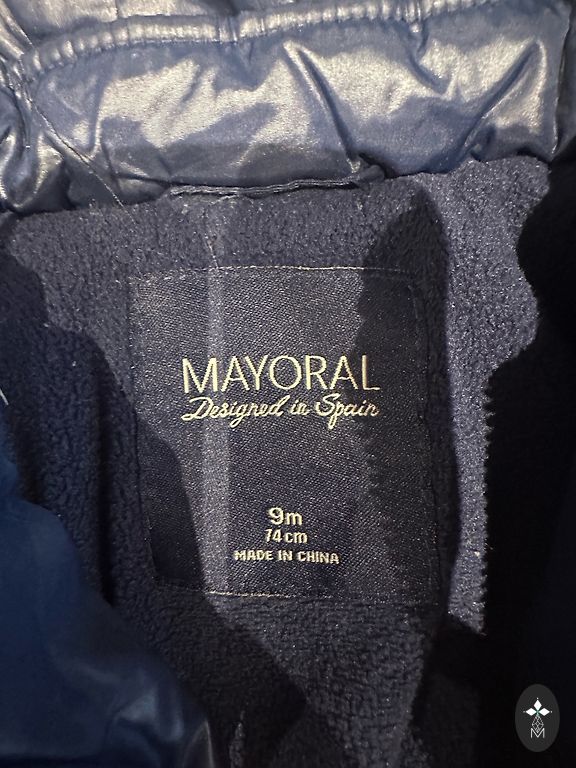 MAYORAL
Designed in Spain
9m
74cm
MADE IN CHINA
M